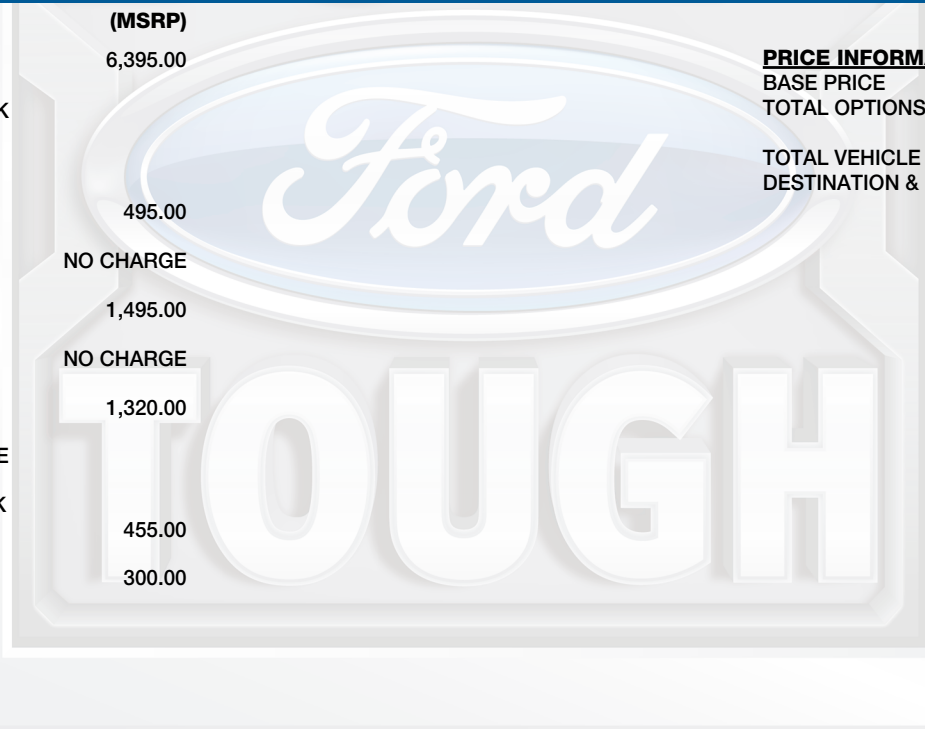 (MSRP)
6,395.00
K
495.00
NO CHARGE
1,495.00
NO CHARGE
1,320.00
E
K
455.00
300.00
PRICE INFORMA
BASE PRICE
TOTAL OPTIONS
TOTAL VEHICLE
DESTINATION &
Ford
TOUGH